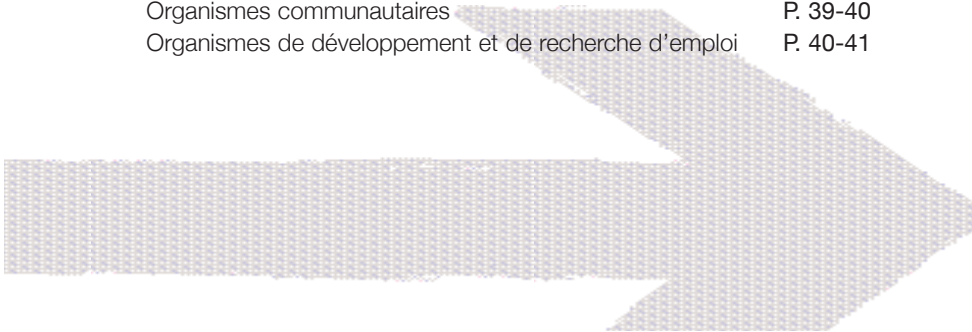 Organismes communautaires P. 39-40
Organismes de développement et de recherche d’emploi P. 40-41